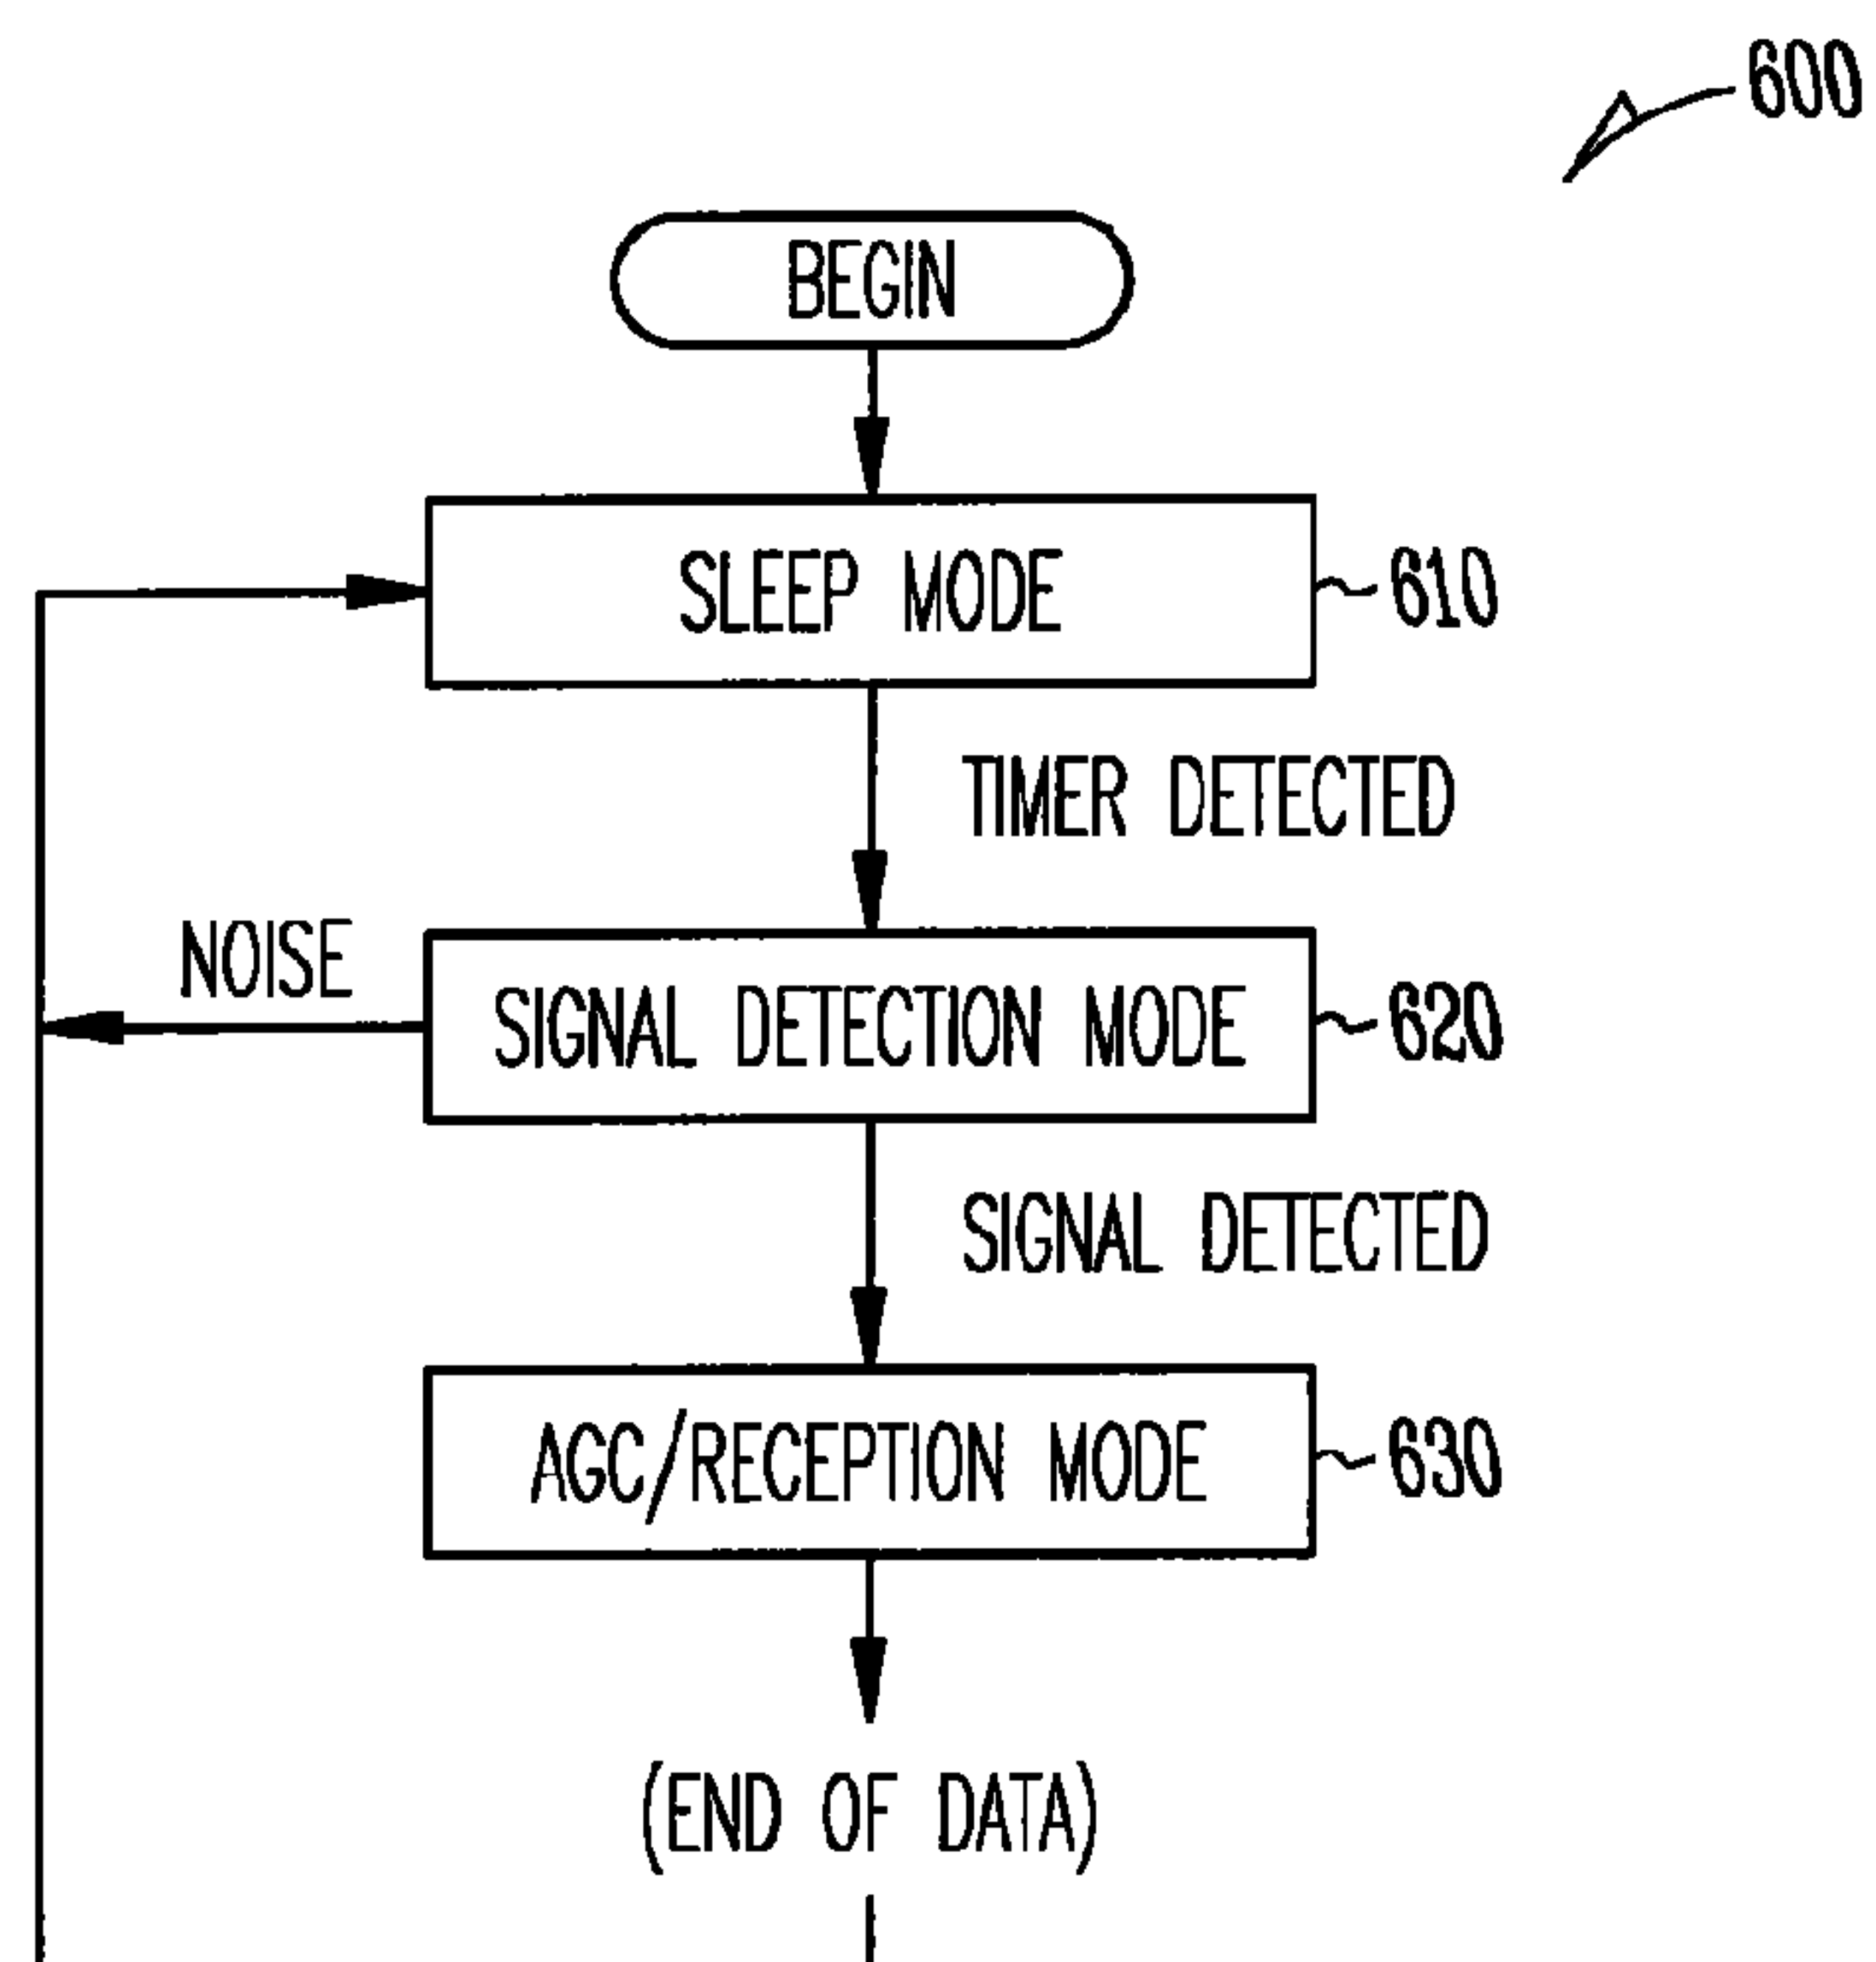 600
BEGIN
SLEEP MODE
610
TIMER DETECTED
NOISE
SIGNAL DETECTION MODE
620
SIGNAL DETECTED
AGC/RECEPTION MODE
630
(END OF DATA)